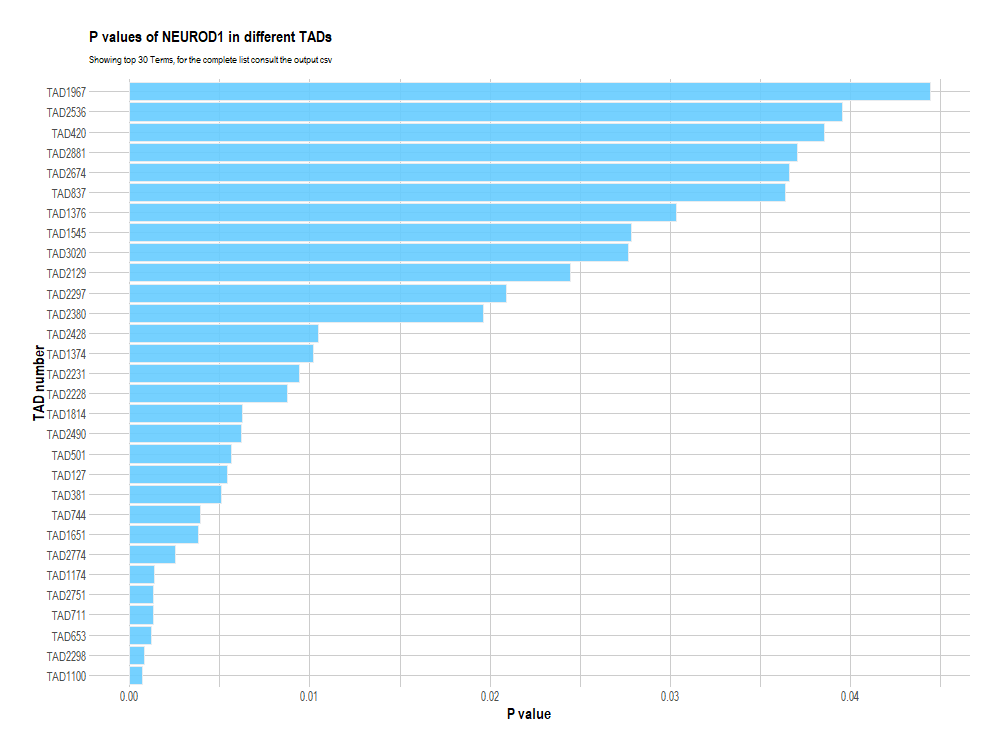 P values of NEUROD1 in different TADs
Showing top 30 Terms, for the complete list consult the output csv
TAD number
TAD1967
TAD2536
TAD420
TAD2881
TAD2674
TAD837
TAD1376
TAD1545
TAD3020
TAD2129
TAD2297
TAD2380
TAD2428
TAD1374
TAD2231
TAD2228
TAD1814
TAD2490
TAD501
TAD127
TAD381
TAD744
TAD1651
TAD2774
TAD1174
TAD2751
TAD711
TAD653
TAD2298
TAD1100
0.00 0.01 0.02 0.03 0.04
P value